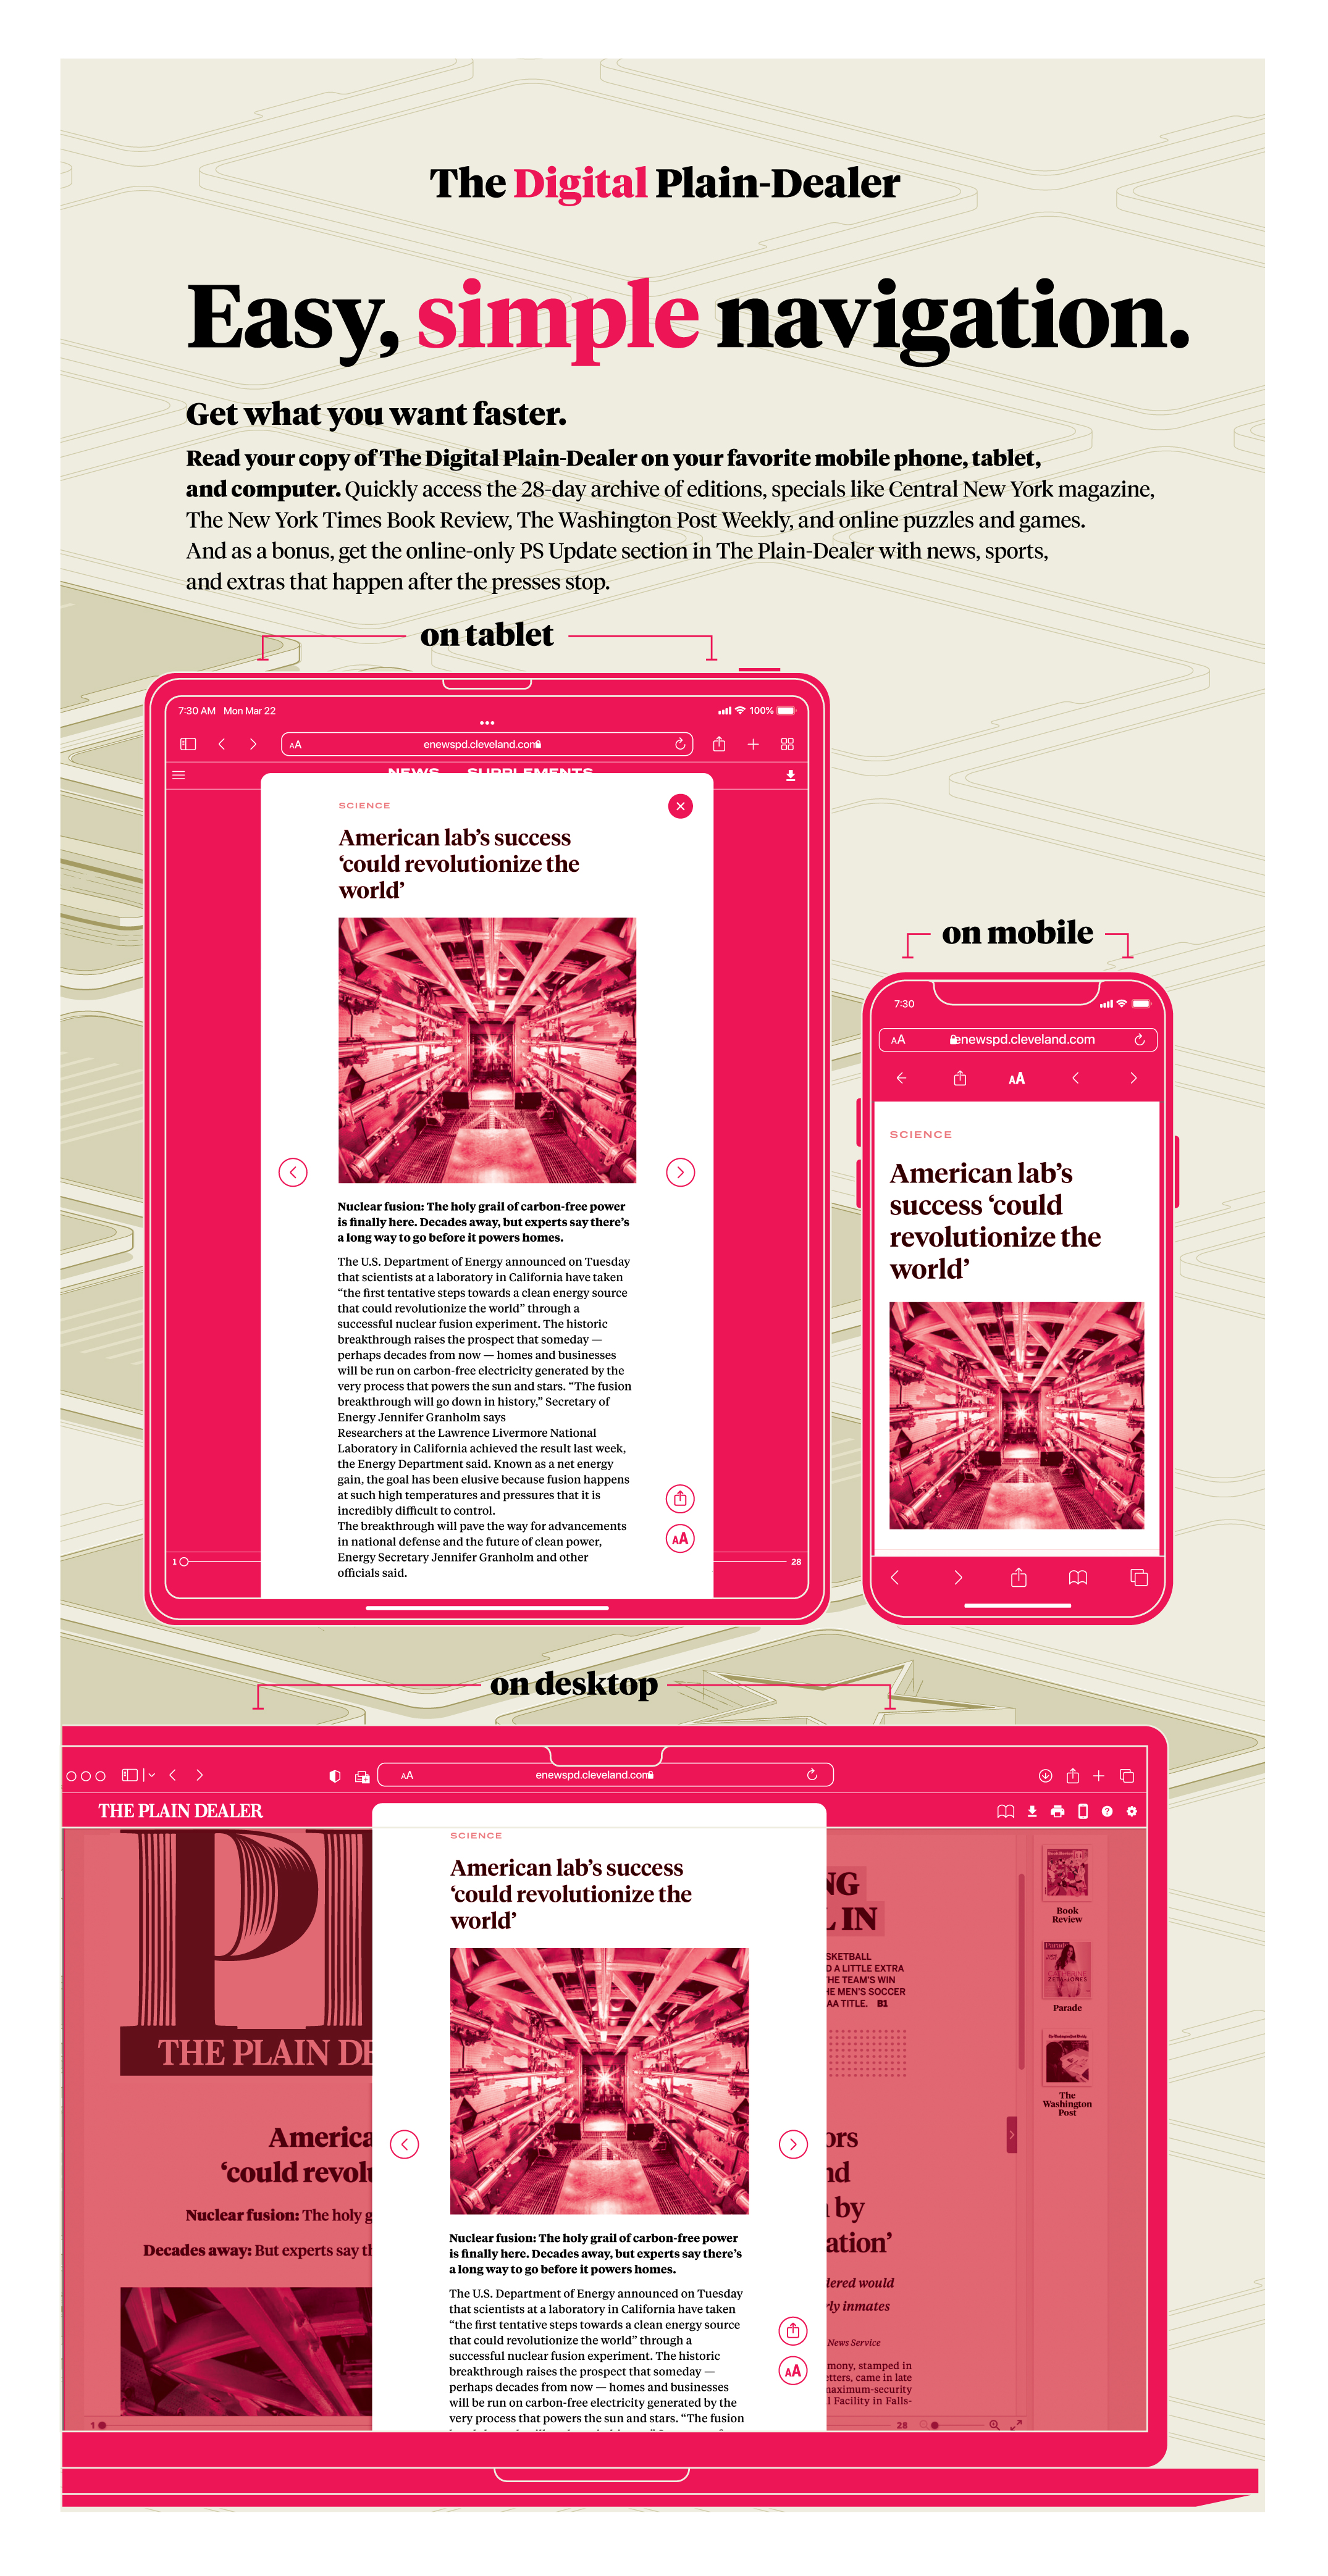 The Digital Plain-Dealer
Easy, simple navigation.
Get what you want faster.
Read your copy of The Digital Plain-Dealer on your favorite mobile phone, tablet,
and computer. Quickly access the 28-day archive of editions, specials like Central New York magazine,
The New York Times Book Review, The Washington Post Weekly, and online puzzles and games.
And as a bonus, get the online-only PS Update section in The Plain-Dealer with news, sports,
and extras that happen after the presses stop.
on tablet
7:30 AM Mon Mar 22
100%
AA enewspd.cleveland.com
NEWS SUPPLEMENTS
SCIENCE
American lab’s success
‘could revolutionize the
world’
Nuclear fusion: The holy grail of carbon-free power
is finally here. Decades away, but experts say there’s
a long way to go before it powers homes.
The U.S. Department of Energy announced on Tuesday
that scientists at a laboratory in California have taken
“the first tentative steps towards a clean energy source
that could revolutionize the world” through a
successful nuclear fusion experiment. The historic
breakthrough raises the prospect that someday —
perhaps decades from now — homes and businesses
will be run on carbon-free electricity generated by the
very process that powers the sun and stars. “The fusion
breakthrough will go down in history,” Secretary of
Energy Jennifer Granholm says
Researchers at the Lawrence Livermore National
Laboratory in California achieved the result last week,
the Energy Department said. Known as a net energy
gain, the goal has been elusive because fusion happens
at such high temperatures and pressures that it is
incredibly difficult to control.
The breakthrough will pave the way for advancements
in national defense and the future of clean power,
Energy Secretary Jennifer Granholm and other
officials said.
AA
1 28
on mobile
7:30
AA enewspd.cleveland.com
AA
SCIENCE
American lab’s
success ‘could
revolutionize the
world’
on desktop
AA enewspd.cleveland.com
THE PLAIN DEALER
SCIENCE
American lab’s success
‘could revolutionize the
world’
Nuclear fusion: The holy grail of carbon-free power
is finally here. Decades away, but experts say there’s
a long way to go before it powers homes.
The U.S. Department of Energy announced on Tuesday
that scientists at a laboratory in California have taken
“the first tentative steps towards a clean energy source
that could revolutionize the world” through a
successful nuclear fusion experiment. The historic
breakthrough raises the prospect that someday —
perhaps decades from now — homes and businesses
will be run on carbon-free electricity generated by the
very process that powers the sun and stars. “The fusion
AA
PI
THE PLAIN DE
America
‘could revolu
Nuclear fusion: The holy g
Decades away: But experts say th
NG
L IN
SKETBALL
D A LITTLE EXTRA
HE TEAM’S WIN
HE MEN’S SOCCER
AA TITLE. B1
ors
nd
by
ation’
dered would
rly inmates
News Service
mony, stamped in
etters, came in late
maximum-security
l Facility in Falls-
Book
Review
Parade
CATHERINE
ZETA-JONES
Parade
The
Washington
Post
1 28